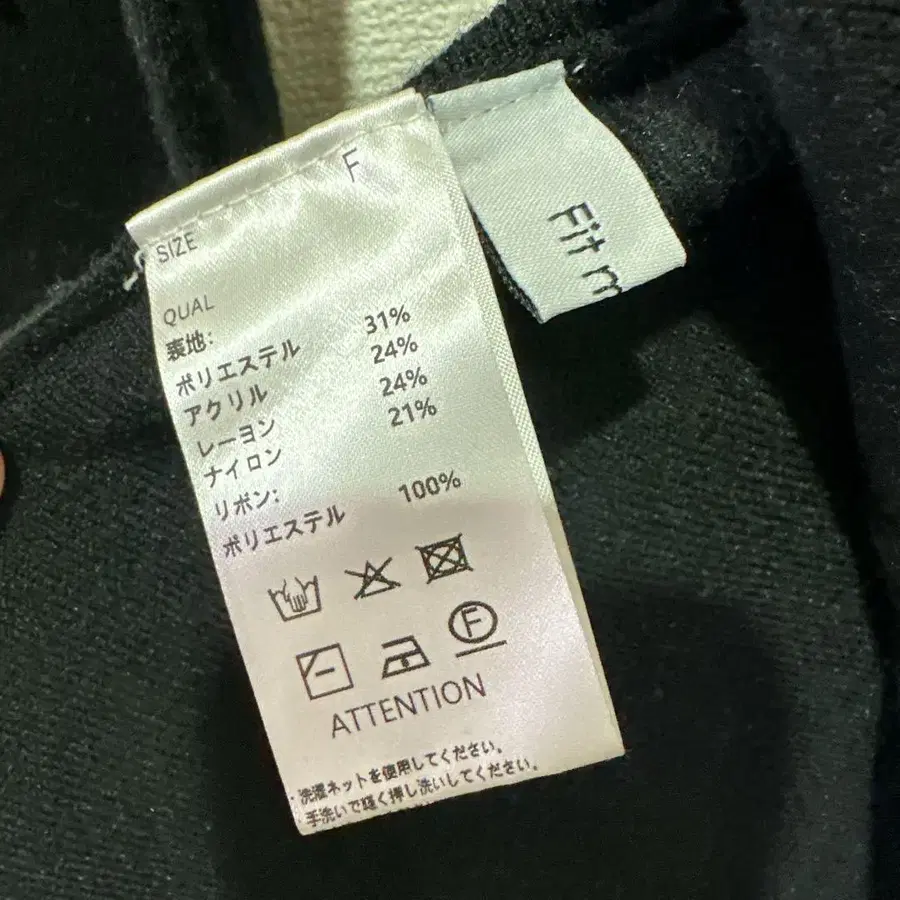 F
SIZE
QUAL
表地:
ポリエステル 31%
アクリル 24%
レーヨン 24%
ナイロン 21%
リボン:
ポリエステル 100%
F
ATTENTION
・洗濯ネットを使用してください。
手洗いで軽く押し洗いしてください。
Fit m